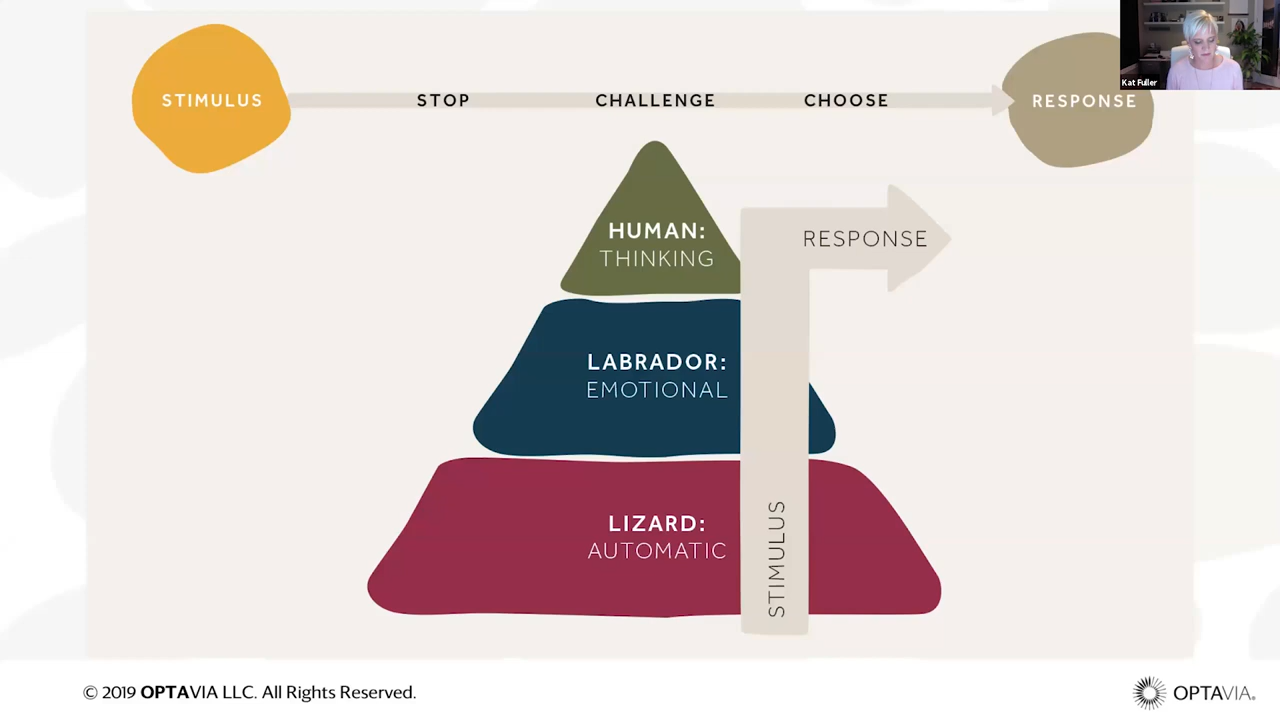 STIMULUS
STOP
CHALLENGE
CHOOSE
RESPONSE
Kat Fuller
HUMAN:
THINKING
RESPONSE
LABRADOR:
EMOTIONAL
LIZARD:
AUTOMATIC
STIMULUS
© 2019 OPTAVIA LLC. All Rights Reserved.
OPTAVIA®